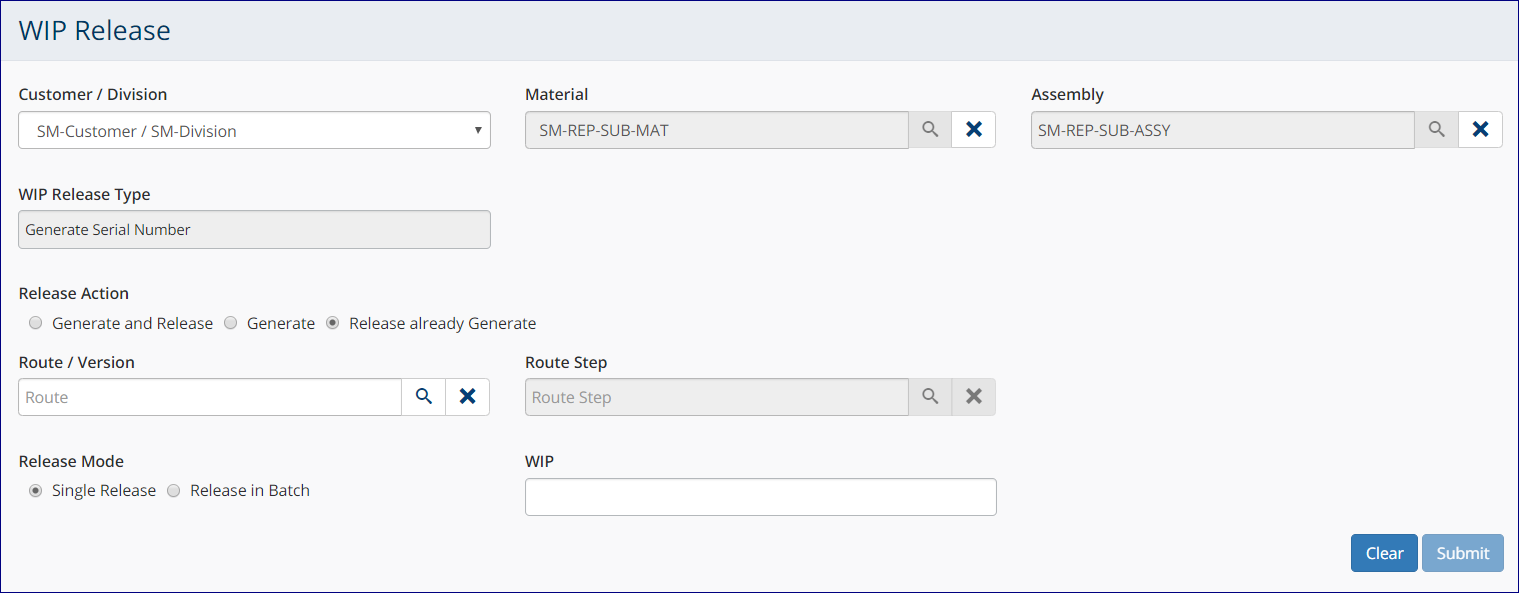 WIP Release
Customer / Division
Material
Assembly
SM-Customer / SM-Division
SM-REP-SUB-MAT
SM-REP-SUB-ASSY
WIP Release Type
Generate Serial Number
Release Action
Generate and Release Generate Release already Generate
Route / Version
Route Step
Route
Route Step
Release Mode
WIP
Single Release Release in Batch
Clear
Submit